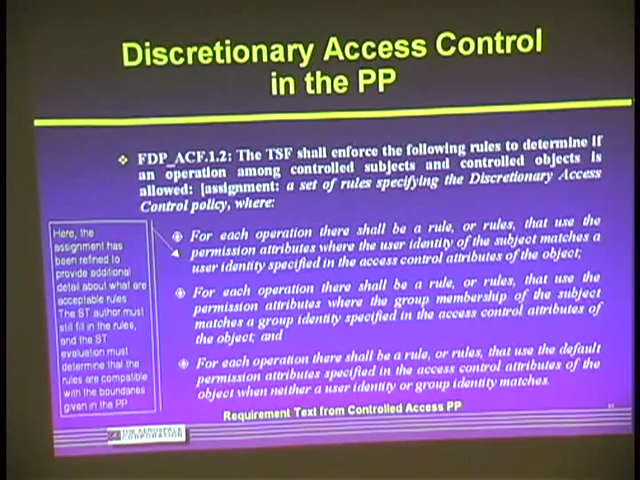 Discretionary Access Control
in the PP
FDP_ACF.1.2: The TSF shall enforce the following rules to determine if
an operation among controlled subjects and controlled objects is
allowed: [assignment: a set of rules specifying the Discretionary Access
Control policy, where:
Here, the
assignment has
been refined to
provide additional
detail about what are
acceptable rules
The ST author must
still fill in the rules,
and the ST
evaluation must
determine that the
rules are compatible
with the boundaries
given in the PP
For each operation there shall be a rule, or rules, that use the
permission attributes where the user identity of the subject matches a
user identity specified in the access control attributes of the object;
For each operation there shall be a rule, or rules, that use the
permission attributes where the group membership of the subject
matches a group identity specified in the access control attributes of
the object; and
For each operation there shall be a rule, or rules, that use the default
permission attributes specified in the access control attributes of the
object when neither a user identity or group identity matches.
Requirement Text from Controlled Access PP
THE AEROSPACE
CORPORATION